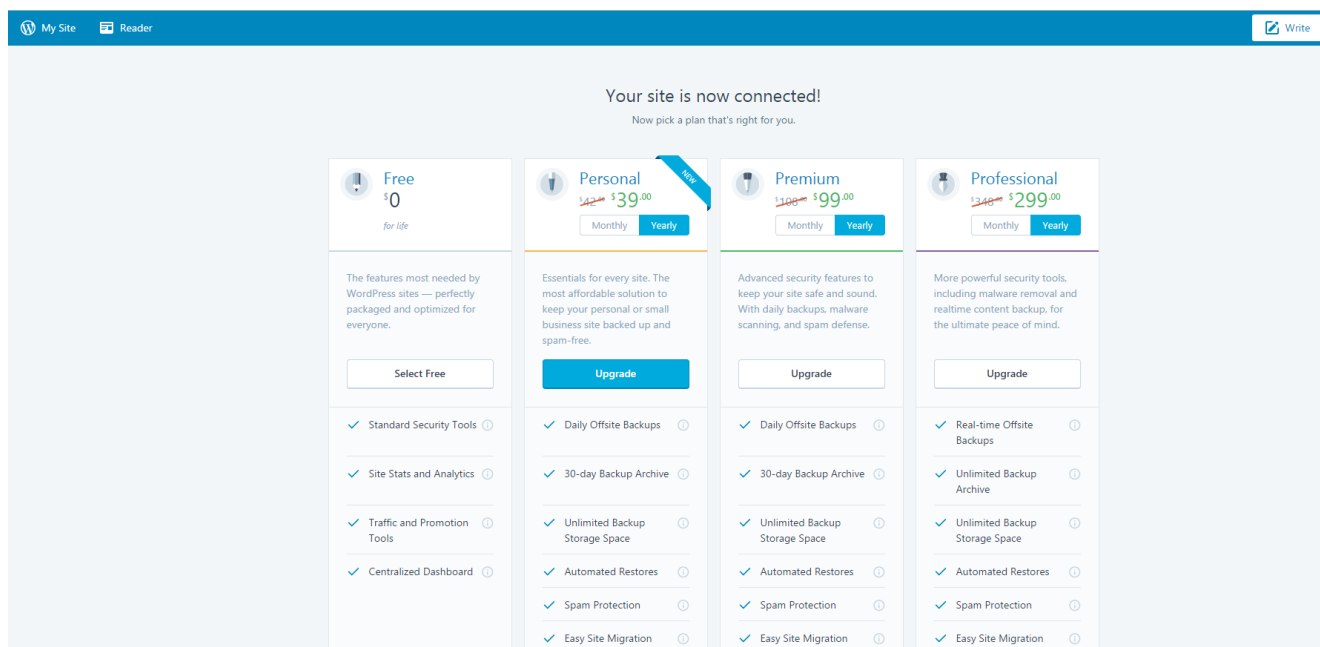 My Site
Reader
Write
Your site is now connected!
Now pick a plan that's right for you.
Free
$0
for life
The features most needed by
WordPress sites — perfectly
packaged and optimized for
everyone.
Select Free
Standard Security Tools
Site Stats and Analytics
Traffic and Promotion
Tools
Centralized Dashboard
NEW
Personal
$39.00
Monthly
Yearly
Essentials for every site. The
most affordable solution to
keep your personal or small
business site backed up and
spam-free.
Upgrade
Daily Offsite Backups
30-day Backup Archive
Unlimited Backup
Storage Space
Automated Restores
Spam Protection
Easy Site Migration
Premium
$99.00
Monthly
Yearly
Advanced security features to
keep your site safe and sound.
With daily backups, malware
scanning, and spam defense.
Upgrade
Daily Offsite Backups
30-day Backup Archive
Unlimited Backup
Storage Space
Automated Restores
Spam Protection
Easy Site Migration
Professional
$299.00
Monthly
Yearly
More powerful security tools,
including malware removal and
realtime content backup, for
the ultimate peace of mind.
Upgrade
Real-time Offsite
Backups
Unlimited Backup
Archive
Unlimited Backup
Storage Space
Automated Restores
Spam Protection
Easy Site Migration